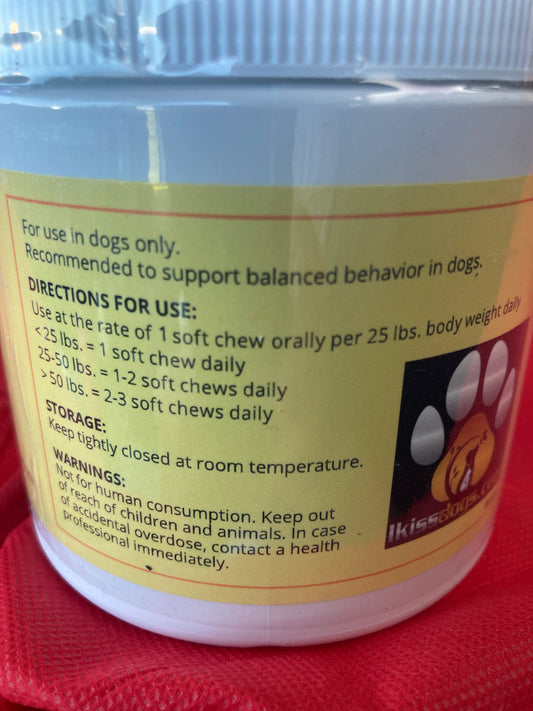 For use in dogs only.
Recommended to support balanced behavior in dogs.
DIRECTIONS FOR USE:
Use at the rate of 1 soft chew orally per 25 lbs. body weight daily
<25 lbs. = 1 soft chew daily
25-50 lbs. = 1-2 soft chews daily
>50 lbs. = 2-3 soft chews daily
STORAGE:
Keep tightly closed at room temperature.
WARNINGS:
Not for human consumption. Keep out
of reach of children and animals. In case
of accidental overdose, contact a health
professional immediately.
Ikissdogs.